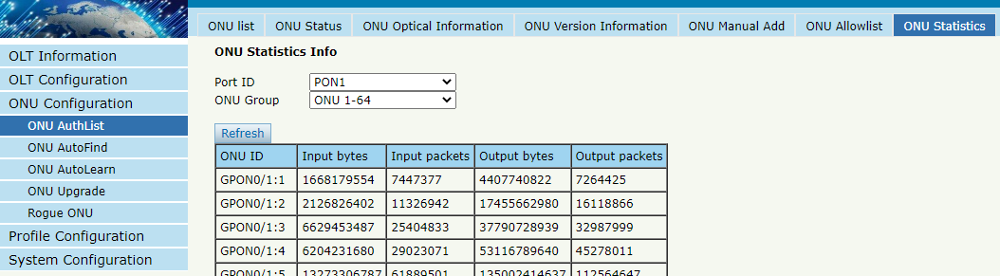 ONU list ONU Status ONU Optical Information ONU Version Information ONU Manual Add ONU Allowlist ONU Statistics
OLT Information
OLT Configuration
ONU Configuration
ONU AuthList
ONU AutoFind
ONU AutoLearn
ONU Upgrade
Rogue ONU
Profile Configuration
System Configuration
ONU Statistics Info
Port ID PON1
ONU Group ONU 1-64
Refresh
ONU ID Input bytes Input packets Output bytes Output packets
GPON0/1:1 1668179554 7447377 4407740822 7264425
GPON0/1:2 2126826402 11326942 17455662980 16118866
GPON0/1:3 6629453487 25404833 37790728939 32987999
GPON0/1:4 6204231680 29023071 53116789640 45278011
GPON0/1:5 13273306787 61889501 135002414637 112564647